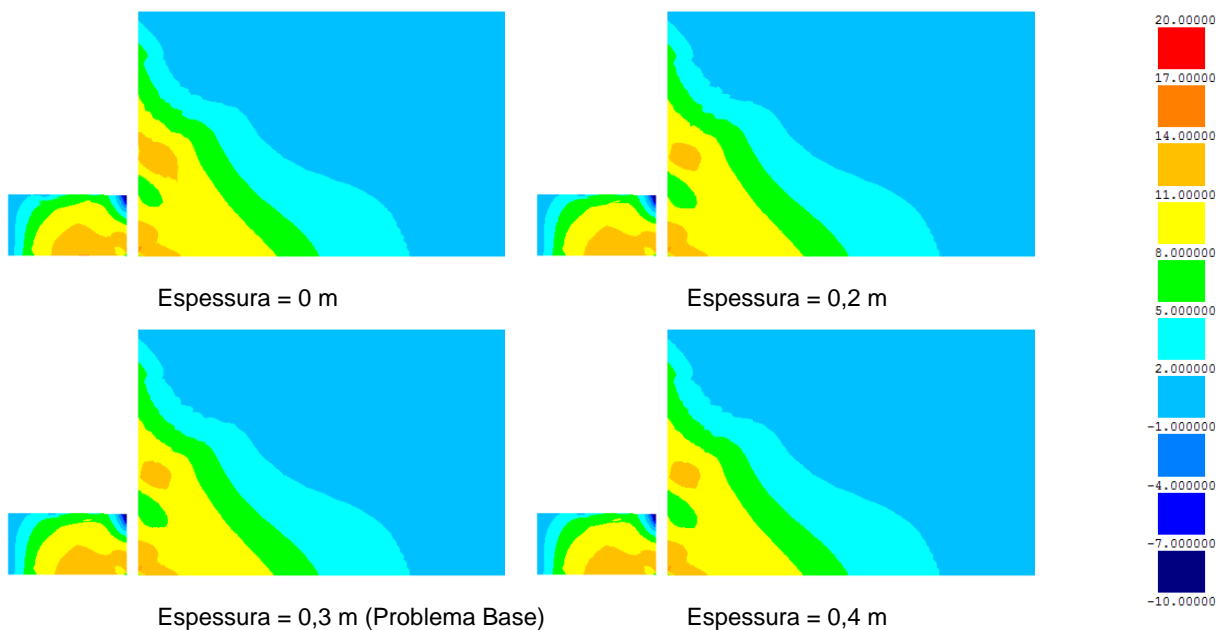 Espessura = 0 m
Espessura = 0,2 m
Espessura = 0,3 m (Problema Base)
Espessura = 0,4 m
20.00000
17.00000
14.00000
11.00000
8.000000
5.000000
2.000000
-1.000000
-4.000000
-7.000000
-10.00000